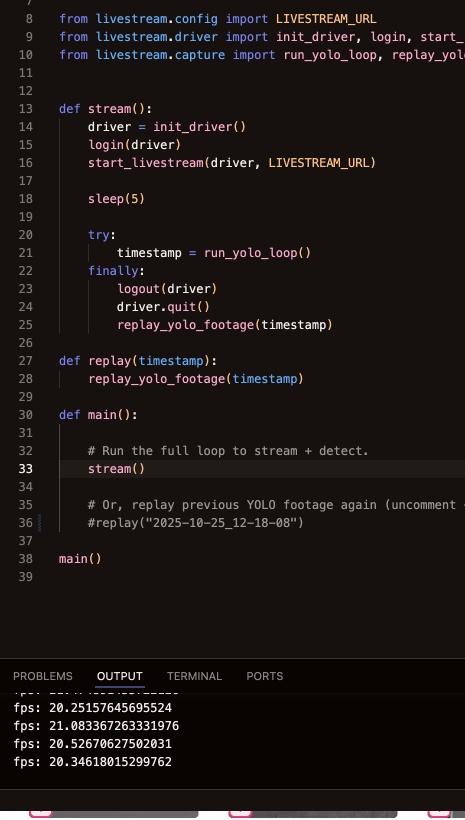 7
8 from livestream.config import LIVESTREAM_URL
9 from livestream.driver import init_driver, login, start_
10 from livestream.capture import run_yolo_loop, replay_yol
11
12
13 def stream():
14     driver = init_driver()
15     login(driver)
16     start_livestream(driver, LIVESTREAM_URL)
17
18     sleep(5)
19
20     try:
21         timestamp = run_yolo_loop()
22     finally:
23         logout(driver)
24         driver.quit()
25         replay_yolo_footage(timestamp)
26
27 def replay(timestamp):
28     replay_yolo_footage(timestamp)
29
30 def main():
31
32     # Run the full loop to stream + detect.
33     stream()
34
35     # Or, replay previous YOLO footage again (uncomment
36     #replay("2025-10-25_12-18-08")
37
38 main()
39
PROBLEMS OUTPUT TERMINAL PORTS
fps: 20.25157645695524
fps: 21.083367263331976
fps: 20.52670627502031
fps: 20.34618015299762